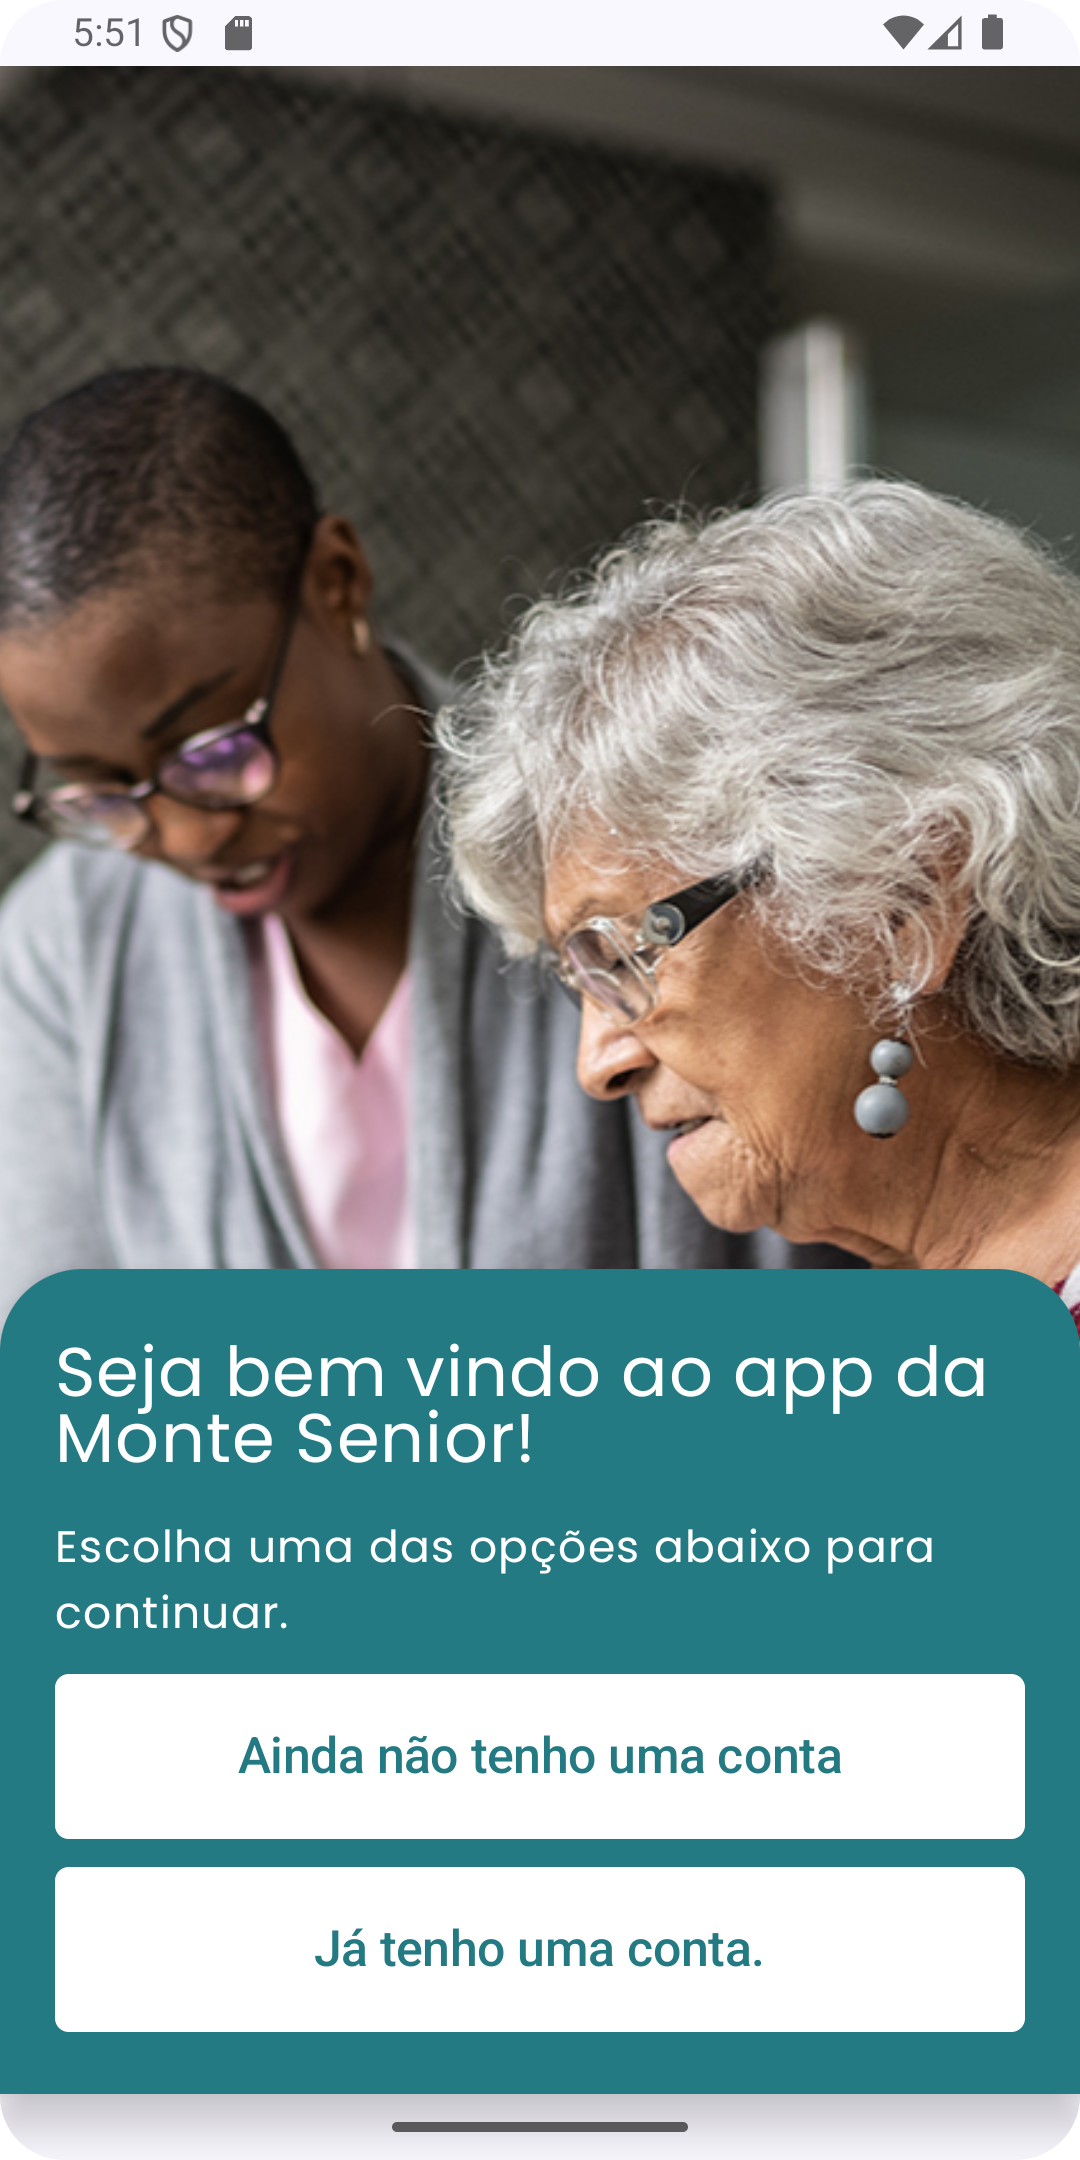 5:51
Seja bem vindo ao app da
Monte Senior!
Escolha uma das opções abaixo para
continuar.
Ainda não tenho uma conta
Já tenho uma conta.